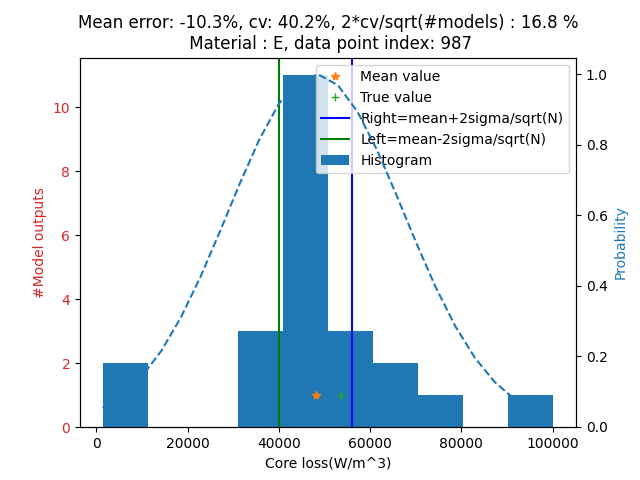 Mean error: -10.3%, cv: 40.2%, 2*cv/sqrt(#models) : 16.8 %
Material : E, data point index: 987
Mean value
True value
Right=mean+2sigma/sqrt(N)
Left=mean-2sigma/sqrt(N)
Histogram
#Model outputs
10
8
6
4
2
0
Probability
1.0
0.8
0.6
0.4
0.2
0.0
0 20000 40000 60000 80000 100000
Core loss(W/m^3)